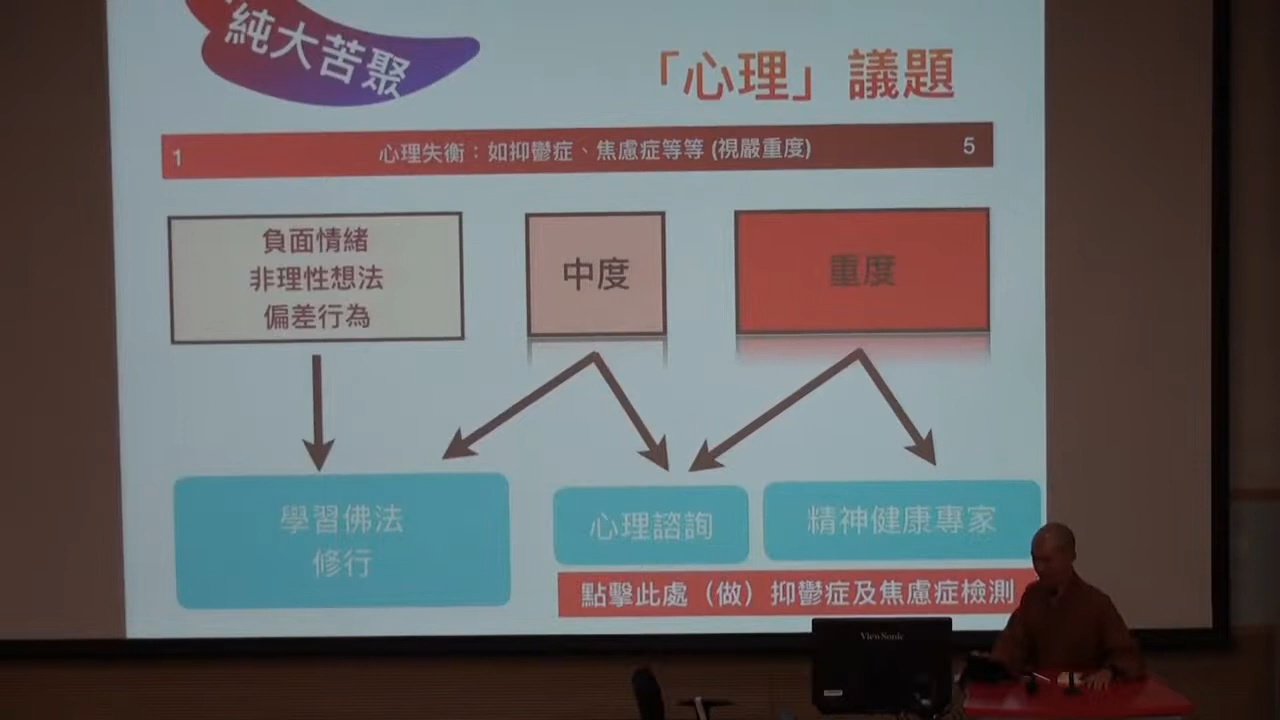 純大苦聚
「心理」議題
1 心理失衡：如抑鬱症、焦慮症等等 (視嚴重度) 5
負面情緒
非理性想法
偏差行為
中度
重度
學習佛法
修行
心理諮詢
精神健康專家
點擊此處（做）抑鬱症及焦慮症檢測
ViewSonic